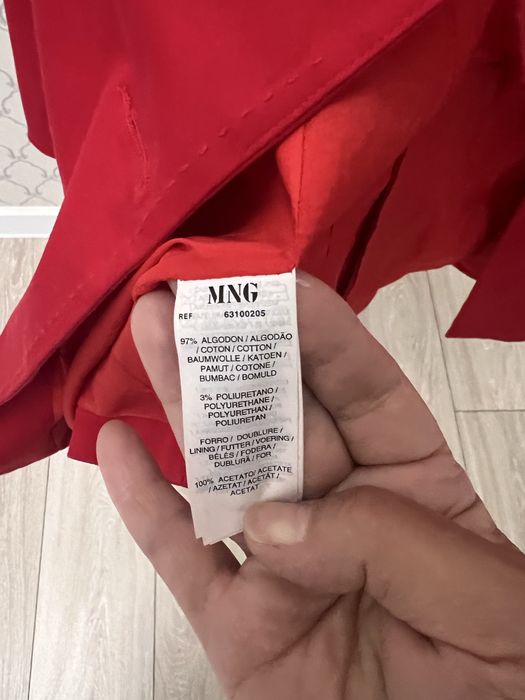 MNG
REF 63100205
97% ALGODON / ALGODÃO
/ COTON / COTTON /
BAUMWOLLE / KATOEN /
PAMUT / COTONE /
BUMBAC / BOMULD
3% POLIURETANO /
POLYURETHANE /
POLYURETHAN /
POLIURETAN
FORRO / DOUBLURE /
LINING / FUTTER / VOERING /
BÉLÉS / FODERA /
DUBLURĂ / FOR
100% ACETATO / ACETATE
/ AZETAT / ACÉTAT /
ACETAT